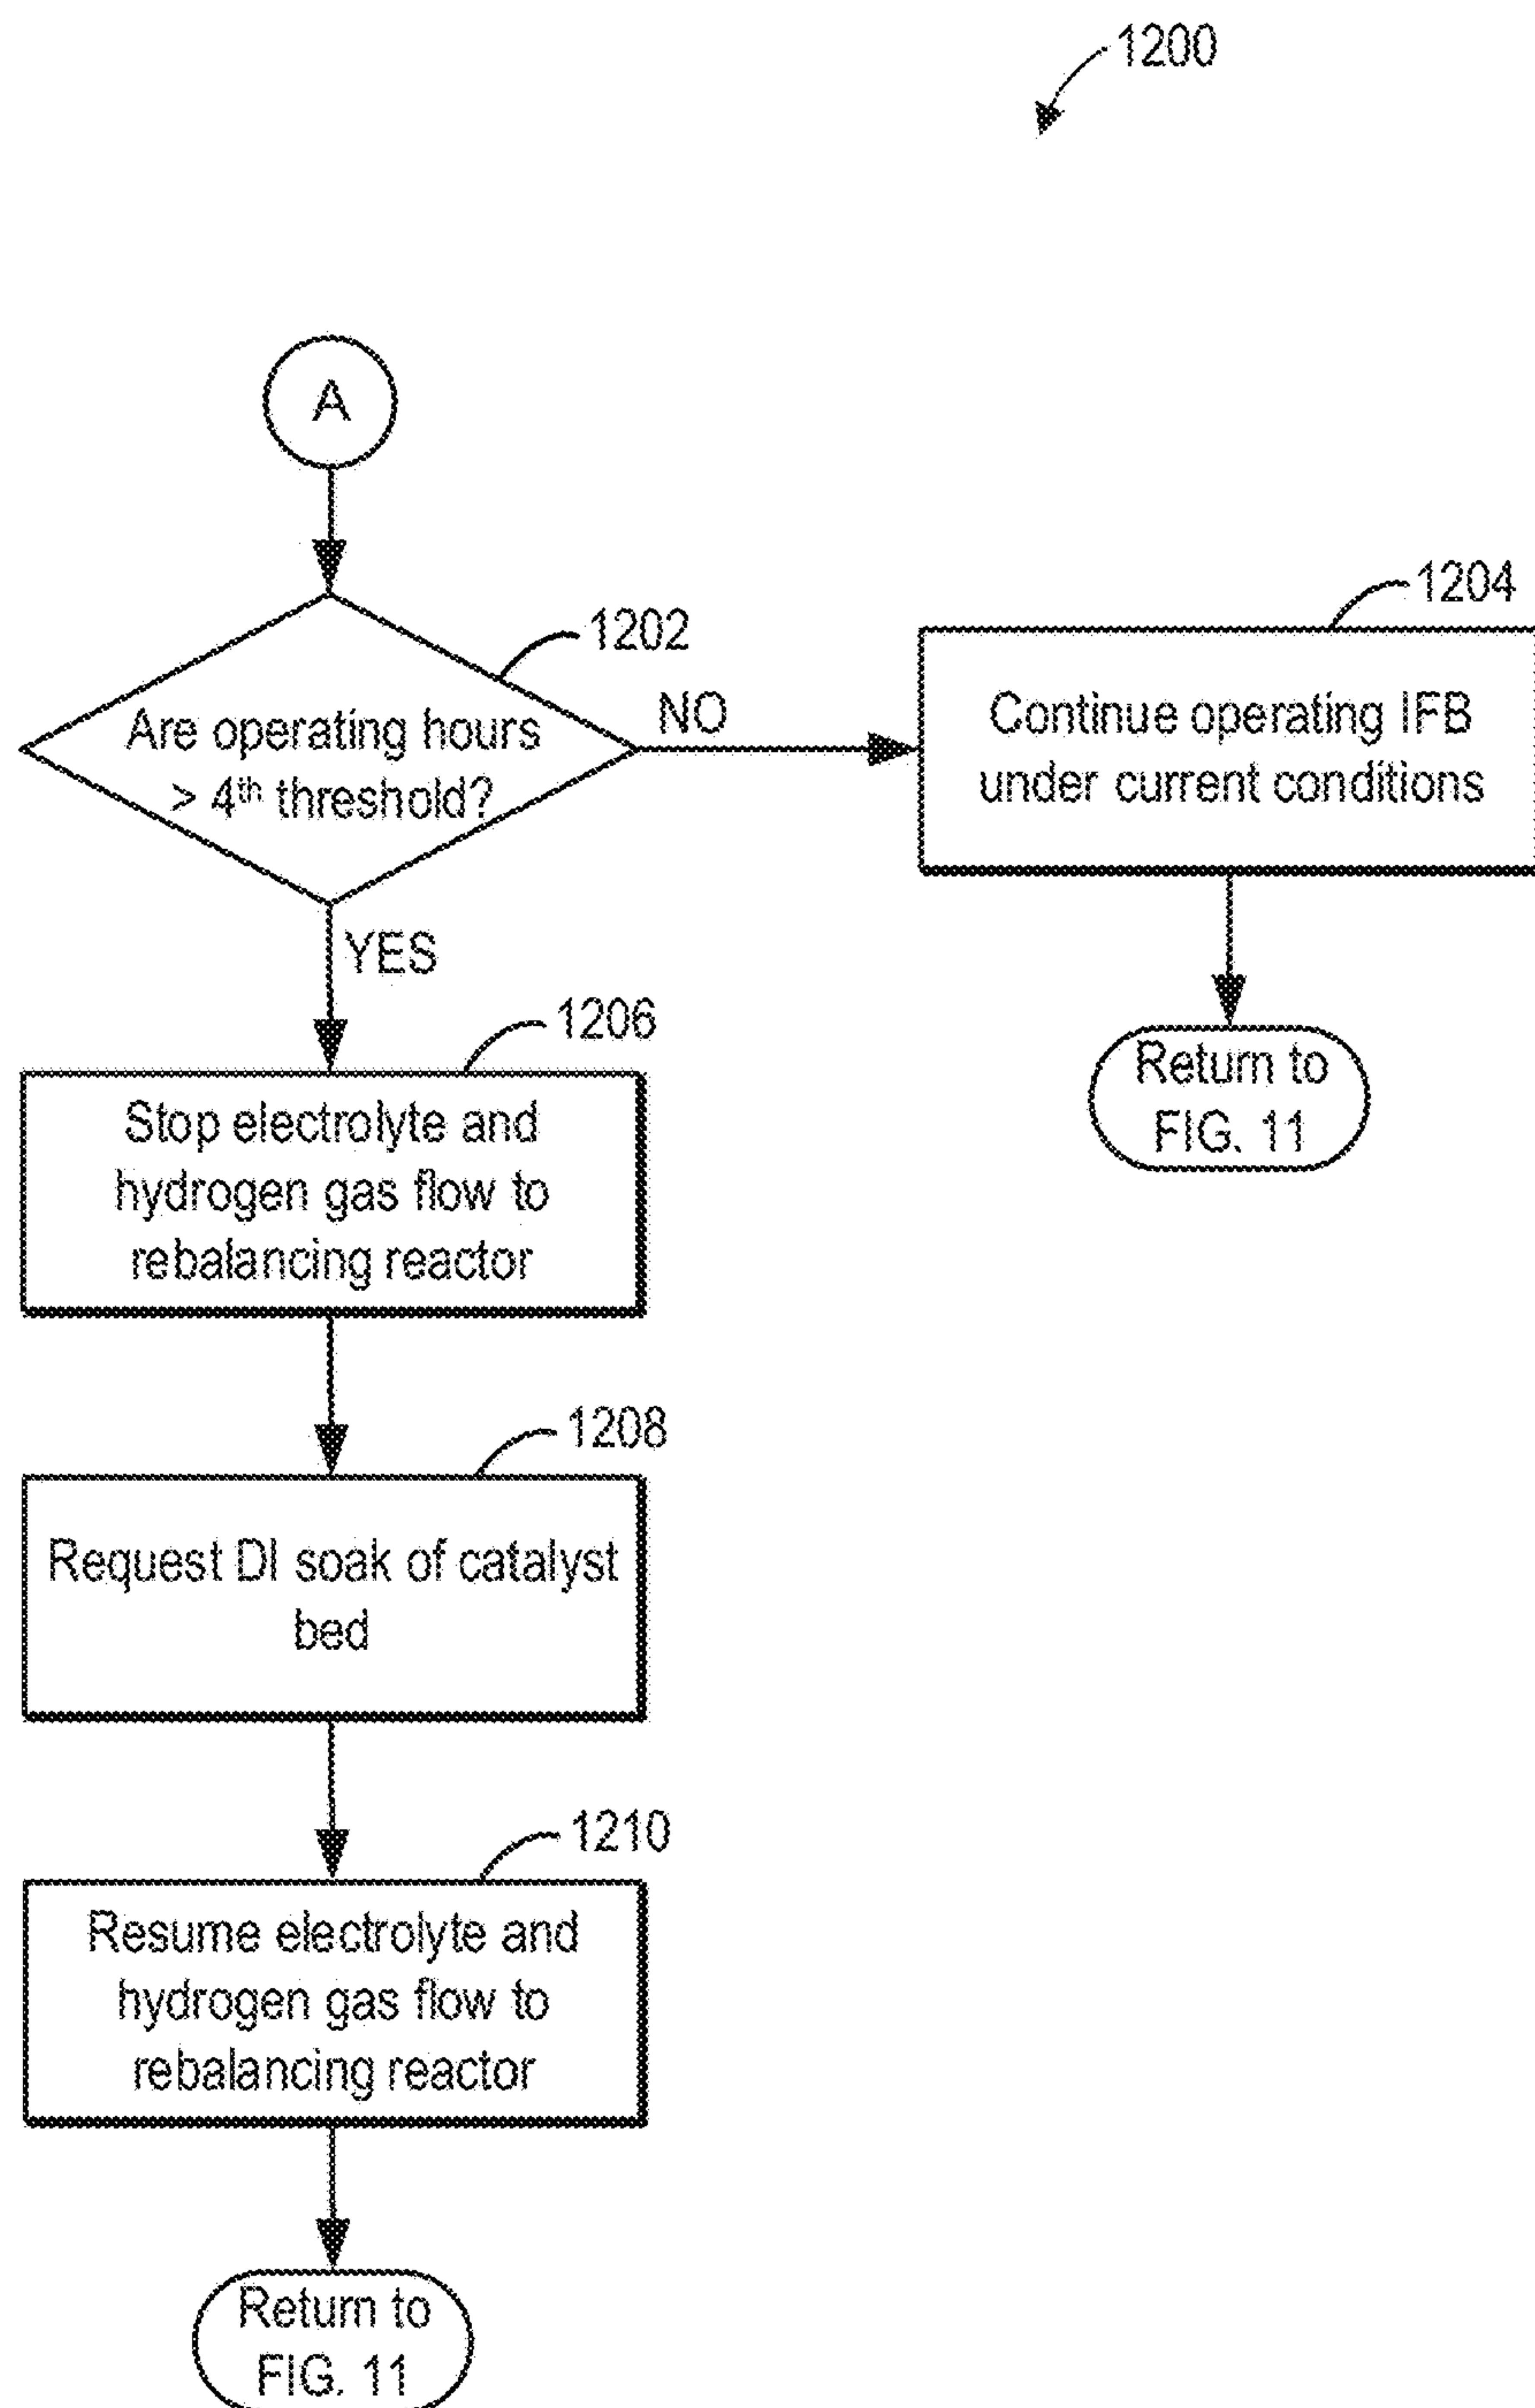 1200
A
1202
Are operating hours
> 4th threshold?
NO
1204
Continue operating IFB
under current conditions
YES
Return to
FIG. 11
1206
Stop electrolyte and
hydrogen gas flow to
rebalancing reactor
1208
Request DI soak of catalyst
bed
1210
Resume electrolyte and
hydrogen gas flow to
rebalancing reactor
Return to
FIG. 11